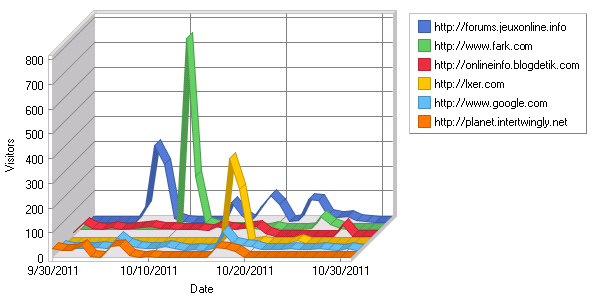 800
700
600
500
400
300
200
100
0
Visitors
9/30/2011 10/10/2011 10/20/2011 10/30/2011
Date
http://forums.jeuxonline.info
http://www.fark.com
http://onlineinfo.blogdetik.com
http://lxer.com
http://www.google.com
http://planet.intertwingly.net